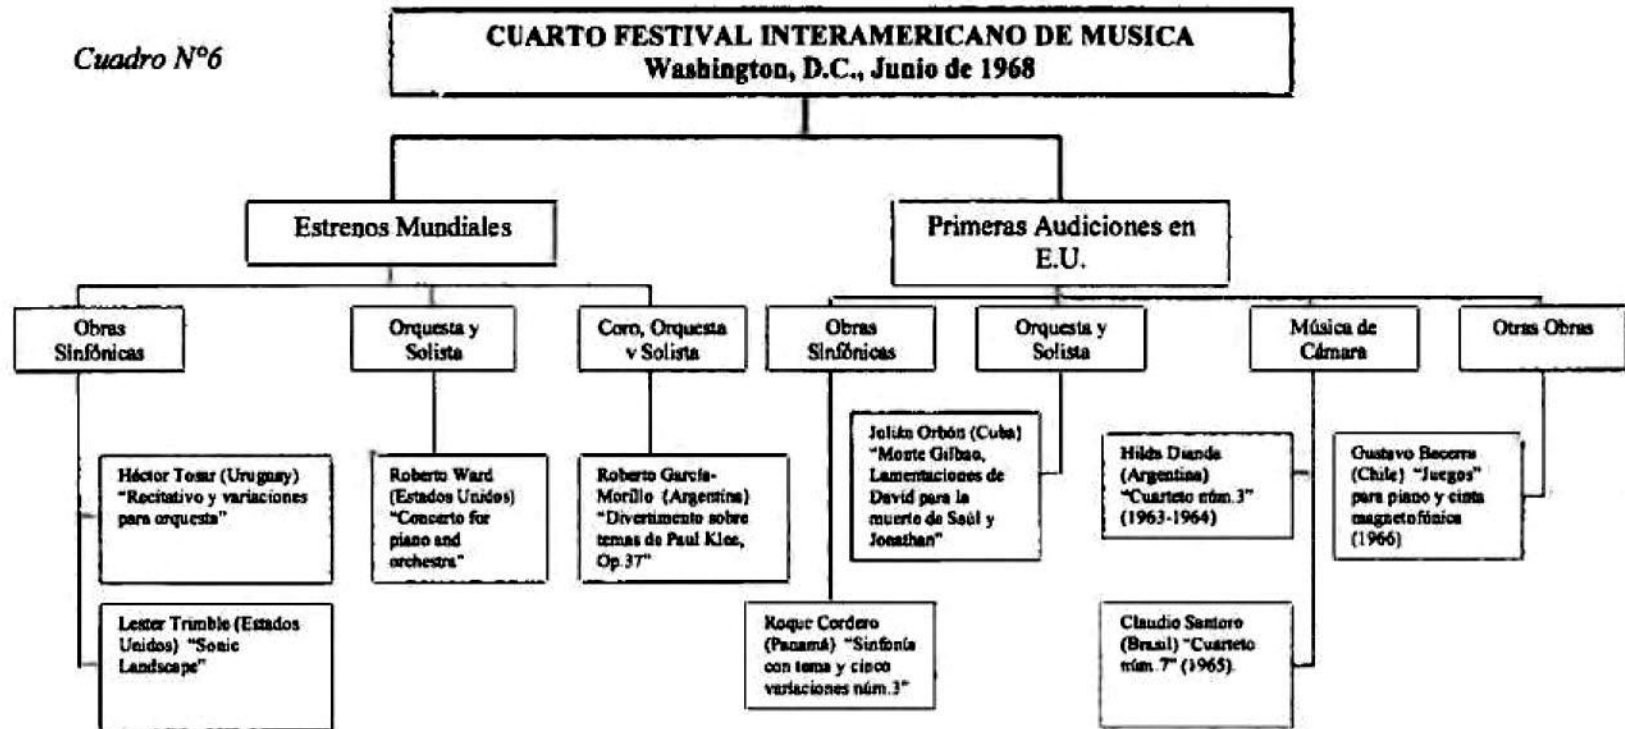 Cuadro N°6
CUARTO FESTIVAL INTERAMERICANO DE MUSICA
Washington, D.C., Junio de 1968
Estrenos Mundiales
Primeras Audiciones en
E.U.
Obras
Sinfónicas
Orquesta y
Solista
Coro, Orquesta
y Solista
Obras
Sinfónicas
Orquesta y
Solista
Música de
Cámara
Otras Obras
Héctor Tosar (Uruguay)
"Recitativo y variaciones
para orquesta"
Lester Trimble (Estados
Unidos) "Sonic
Landscape"
Roberto Ward
(Estados Unidos)
"Concerto for
piano and
orchestra"
Roberto García-
Morillo (Argentina)
"Divertimento sobre
temas de Paul Klee,
Op.37"
Roque Cordero
(Panamá) "Sinfonía
con tema y cinco
variaciones núm.3"
Julián Orbón (Cuba)
"Monte Gilbao,
Lamentaciones de
David para la
muerte de Saúl y
Jonathan"
Hilda Dianda
(Argentina)
"Cuarteto núm.3"
(1963-1964)
Claudio Santoro
(Brasil) "Cuarteto
núm.7" (1965).
Gustavo Becerra
(Chile) "Juegos"
para piano y cinta
magnetofónica
(1966)